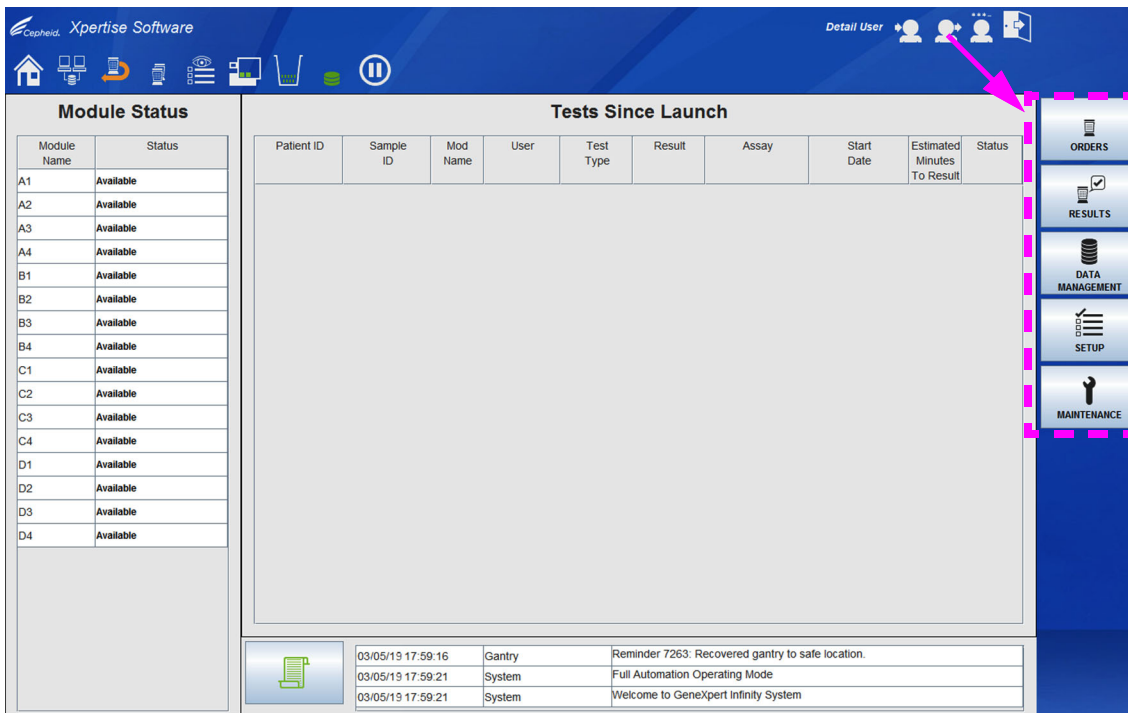 Cepheid. Xpertise Software
Detail User
Module Status
Module Name
Status
A1 Available
A2 Available
A3 Available
A4 Available
B1 Available
B2 Available
B3 Available
B4 Available
C1 Available
C2 Available
C3 Available
C4 Available
D1 Available
D2 Available
D3 Available
D4 Available
Tests Since Launch
Patient ID
Sample ID
Mod Name
User
Test Type
Result
Assay
Start Date
Estimated Minutes To Result
Status
03/05/19 17:59:16 Gantry Reminder 7263: Recovered gantry to safe location.
03/05/19 17:59:21 System Full Automation Operating Mode
03/05/19 17:59:21 System Welcome to GeneXpert Infinity System
ORDERS
RESULTS
DATA
MANAGEMENT
SETUP
MAINTENANCE